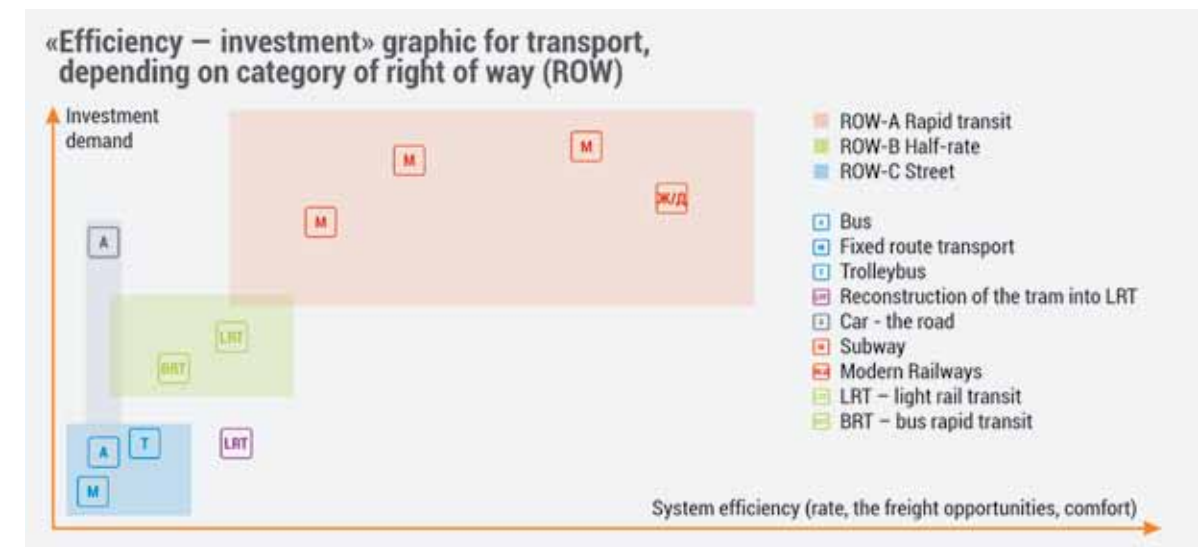 «Efficiency — investment» graphic for transport,
depending on category of right of way (ROW)
Investment
demand
M
M
Ж/Д
M
A
LRT
BRT
A
T
LRT
M
System efficiency (rate, the freight opportunities, comfort)
ROW-A Rapid transit
ROW-B Half-rate
ROW-C Street
Bus
Fixed route transport
Trolleybus
Reconstruction of the tram into LRT
Car - the road
Subway
Modern Railways
LRT – light rail transit
BRT – bus rapid transit